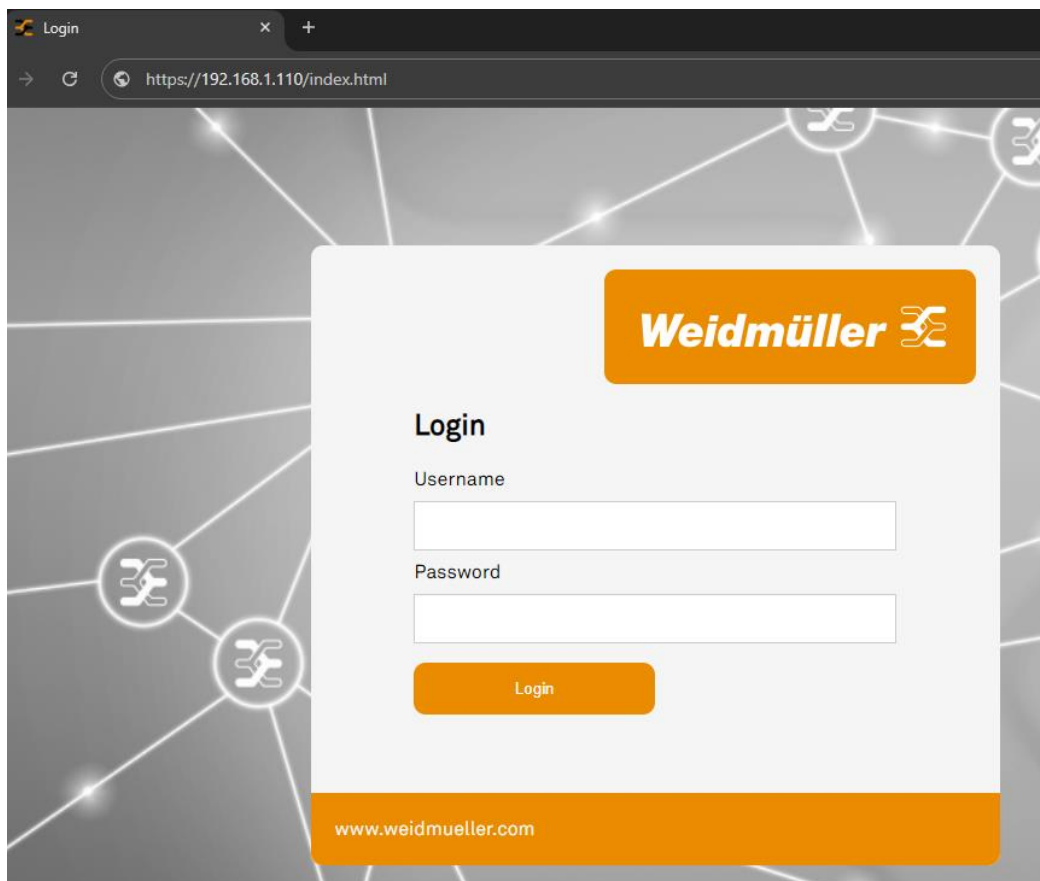 Login
https://192.168.1.110/index.html
Weidmüller
Login
Username
Password
Login
www.weidmueller.com